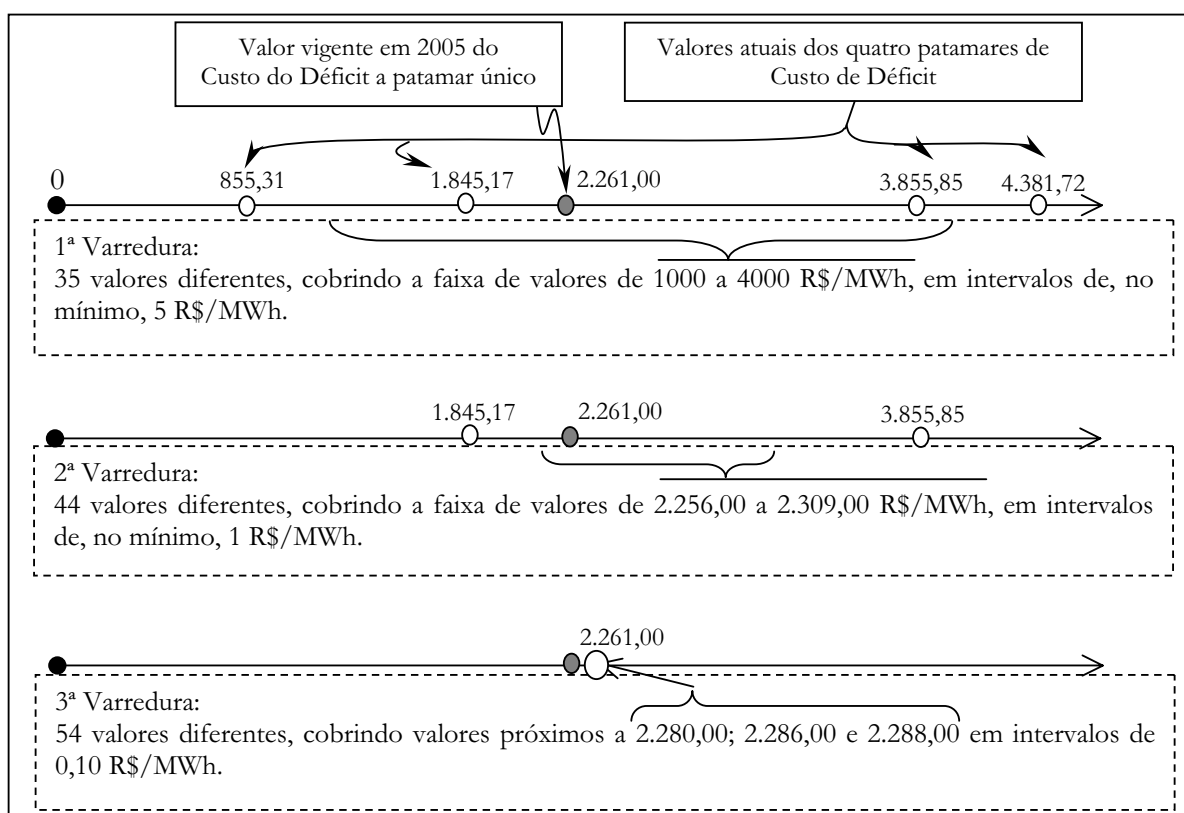 Valor vigente em 2005 do
Custo do Déficit a patamar único
Valores atuais dos quatro patamares de
Custo de Déficit
0
855,31
1.845,17
2.261,00
3.855,85
4.381,72
1ª Varredura:
35 valores diferentes, cobrindo a faixa de valores de 1000 a 4000 R$/MWh, em intervalos de, no
mínimo, 5 R$/MWh.
1.845,17
2.261,00
3.855,85
2ª Varredura:
44 valores diferentes, cobrindo a faixa de valores de 2.256,00 a 2.309,00 R$/MWh, em intervalos
de, no mínimo, 1 R$/MWh.
2.261,00
3ª Varredura:
54 valores diferentes, cobrindo valores próximos a 2.280,00; 2.286,00 e 2.288,00 em intervalos de
0,10 R$/MWh.